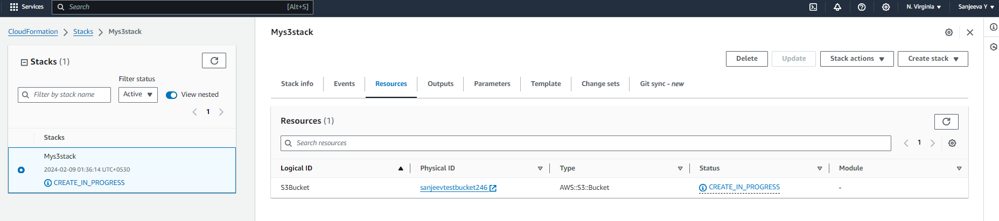 Services
Search
[Alt+S]
N. Virginia
Sanjeeva Y
CloudFormation
Stacks
Mys3stack
Stacks (1)
Filter status
Filter by stack name
Active
View nested
1
Stacks
Mys3stack
2024-02-09 01:36:14 UTC+0530
CREATE_IN_PROGRESS
Mys3stack
Delete
Update
Stack actions
Create stack
Stack info
Events
Resources
Outputs
Parameters
Template
Change sets
Git sync - new
Resources (1)
Search resources
1
Logical ID
Physical ID
Type
Status
Module
S3Bucket
sanjeevtestbucket246
AWS::S3::Bucket
CREATE_IN_PROGRESS
-